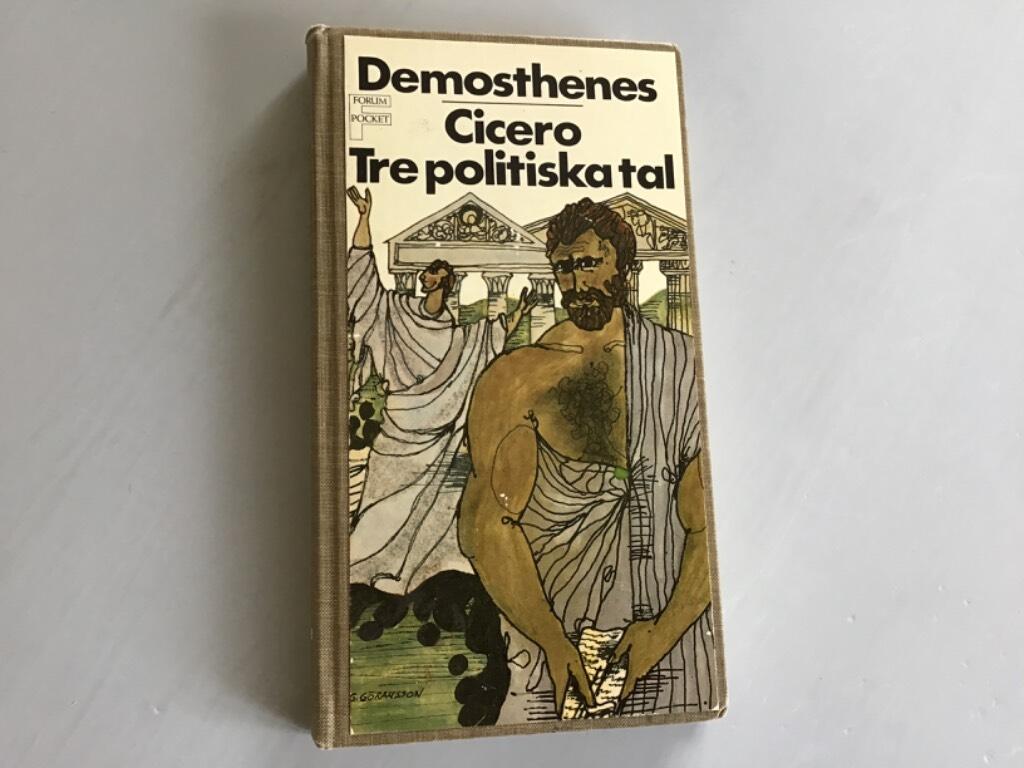 Demosthenes
FORUM
POCKET
Cicero
Tre politiska tal
G. GÖRANSSON